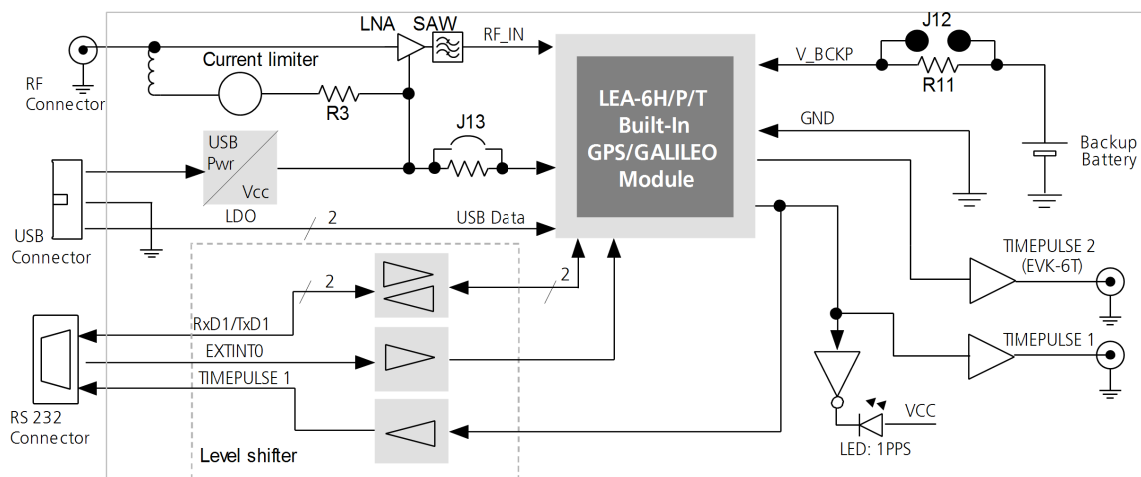 LNA SAW
RF_IN
J12
V_BCKP
R11
RF
Connector
Current limiter
R3
LEA-6H/P/T
Built-In
GPS/GALILEO
Module
GND
Backup
Battery
J13
USB
Pwr
Vcc
LDO
2
USB Data
USB
Connector
TIMEPULSE 2
(EVK-6T)
2
2
RxD1/TxD1
EXTINT0
TIMEPULSE 1
TIMEPULSE 1
RS 232
Connector
Level shifter
VCC
LED: 1PPS